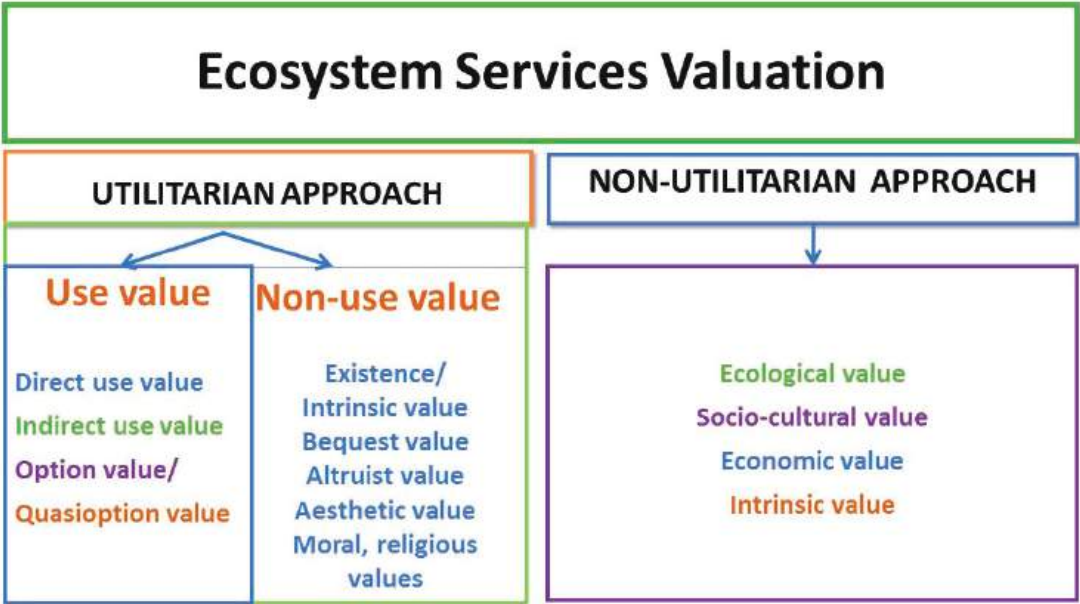 Ecosystem Services Valuation
UTILITARIAN APPROACH
Use value
Direct use value
Indirect use value
Option value/
Quasioption value
Non-use value
Existence/
Intrinsic value
Bequest value
Altruist value
Aesthetic value
Moral, religious
values
NON-UTILITARIAN APPROACH
Ecological value
Socio-cultural value
Economic value
Intrinsic value